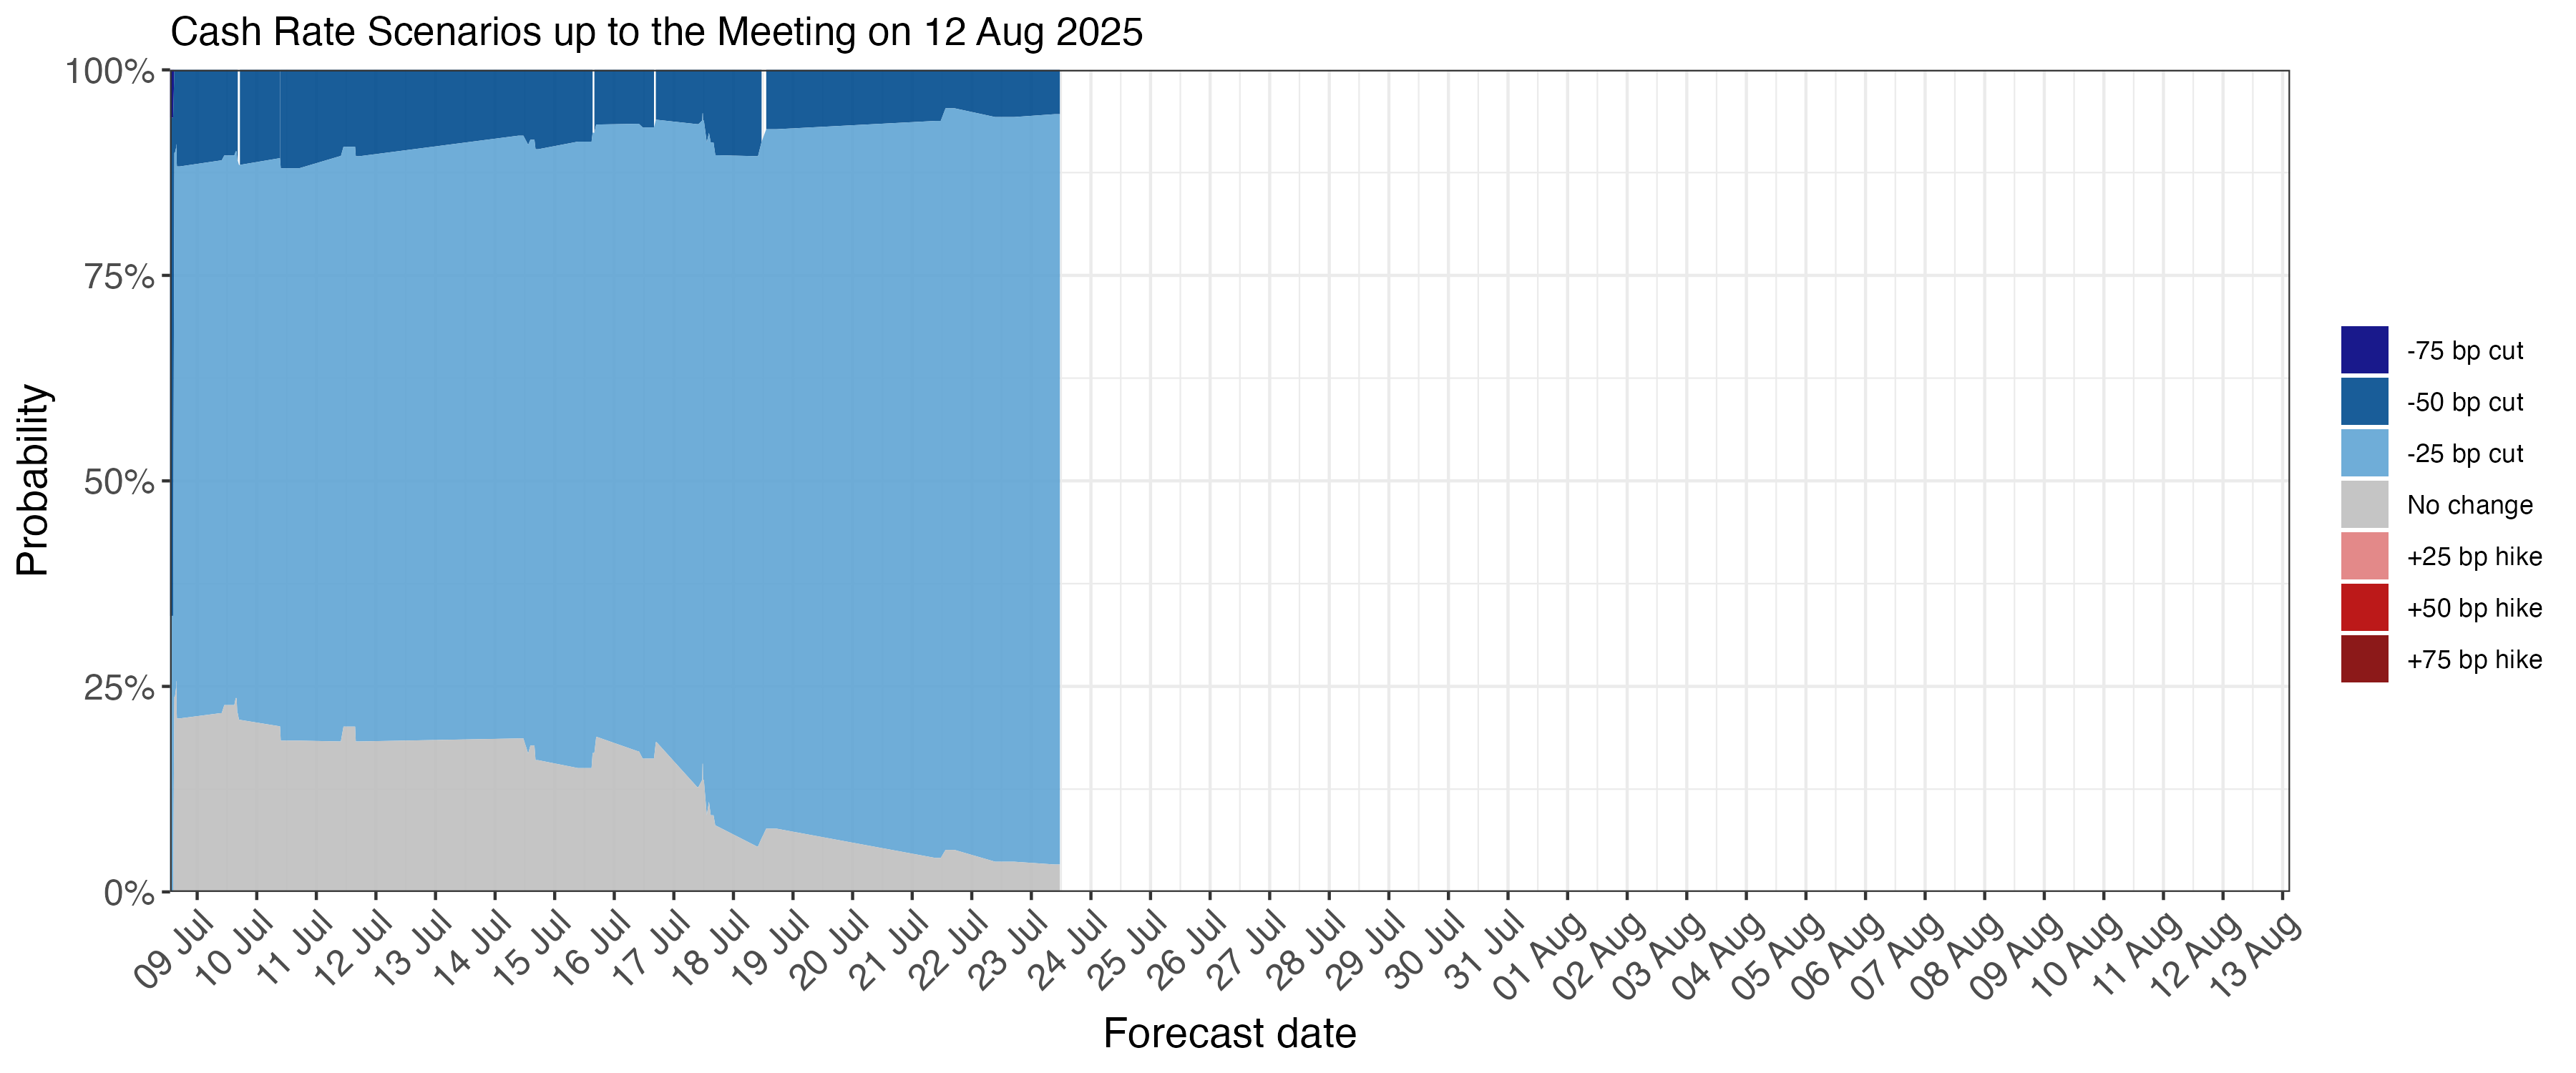 Cash Rate Scenarios up to the Meeting on 12 Aug 2025
100%
75%
50%
25%
0%
Probability
09 Jul
10 Jul
11 Jul
12 Jul
13 Jul
14 Jul
15 Jul
16 Jul
17 Jul
18 Jul
19 Jul
20 Jul
21 Jul
22 Jul
23 Jul
24 Jul
25 Jul
26 Jul
27 Jul
28 Jul
29 Jul
30 Jul
31 Jul
01 Aug
02 Aug
03 Aug
04 Aug
05 Aug
06 Aug
07 Aug
08 Aug
09 Aug
10 Aug
11 Aug
12 Aug
13 Aug
Forecast date
-75 bp cut
-50 bp cut
-25 bp cut
No change
+25 bp hike
+50 bp hike
+75 bp hike